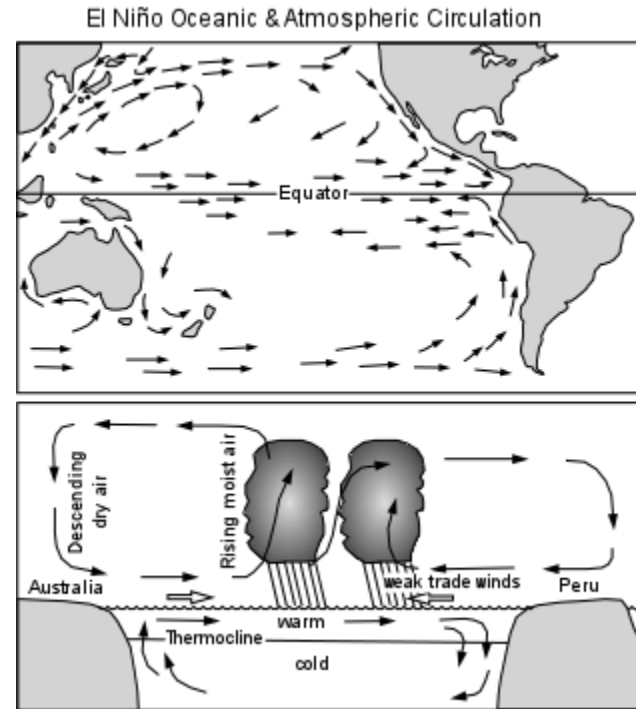 El Niño Oceanic & Atmospheric Circulation
Equator
Descending
dry air
Rising moist air
Australia
weak trade winds
Peru
warm
Thermocline
cold